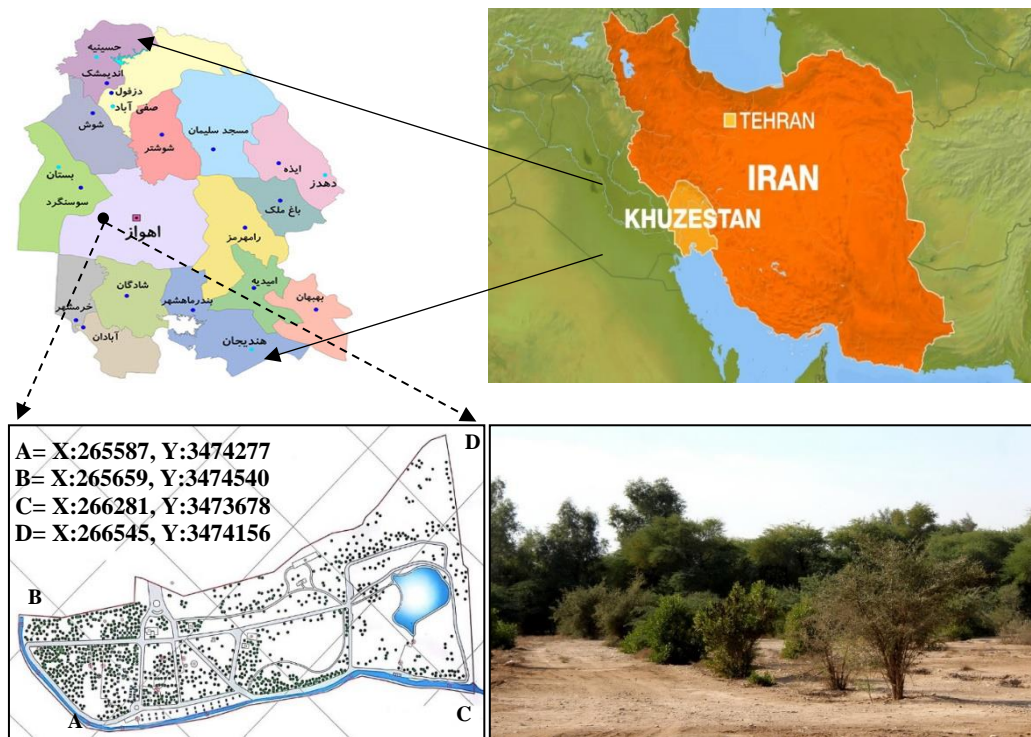 حسینیه
اندیمشک
دزفول
صفی آباد
شوش
شوشتر
مسجد سلیمان
ایذه
دهدز
بستان
سوسنگرد
باغ ملک
اهواز
رامهرمز
شادگان
خرمشهر
آبادان
بندرماهشهر
امیدیه
بهبهان
هندیجان
TEHRAN
IRAN
KHUZESTAN
A= X:265587, Y:3474277
B= X:265659, Y:3474540
C= X:266281, Y:3473678
D= X:266545, Y:3474156
D
B
A
C